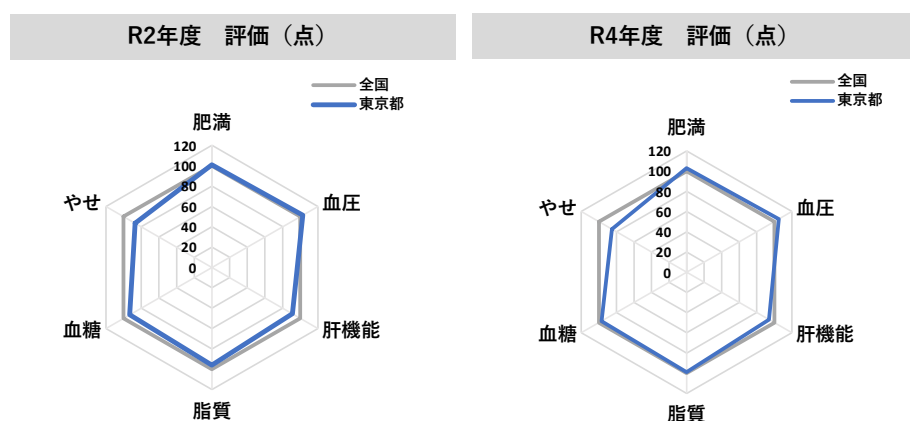 R2年度 評価（点）
全国
東京都
肥満
120
100
80
60
40
20
0
やせ
血圧
血糖
肝機能
脂質
R4年度 評価（点）
全国
東京都
肥満
120
100
80
60
40
20
0
やせ
血圧
血糖
肝機能
脂質